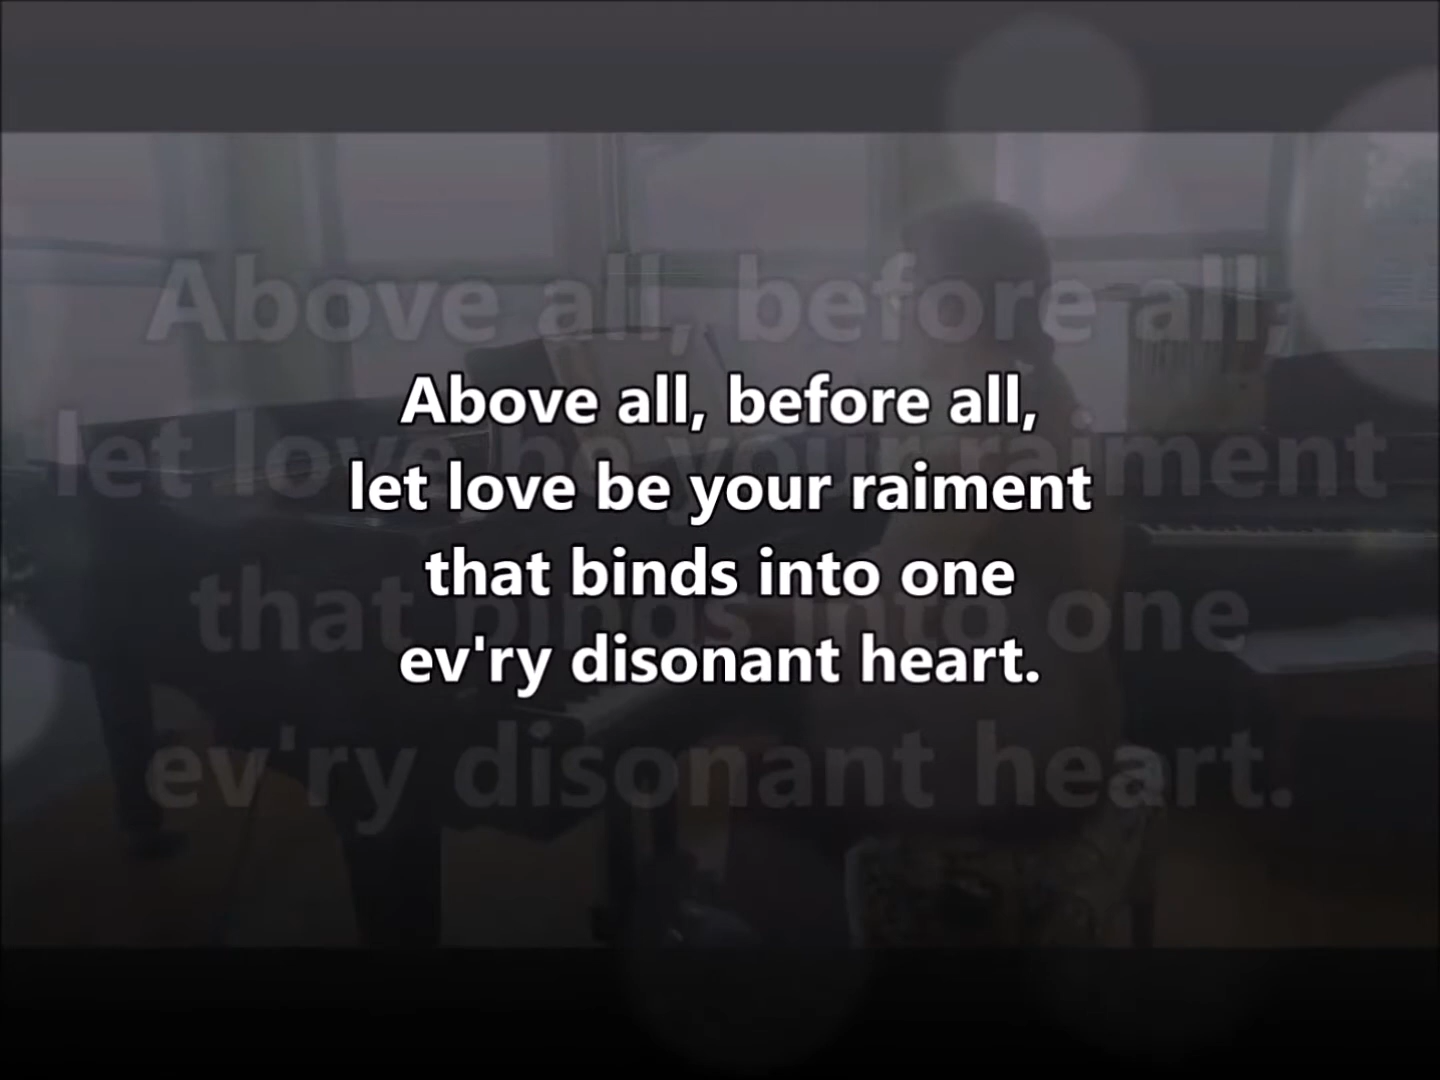 Above all, before all,
let love be your raiment
that binds into one
ev'ry disonant heart.